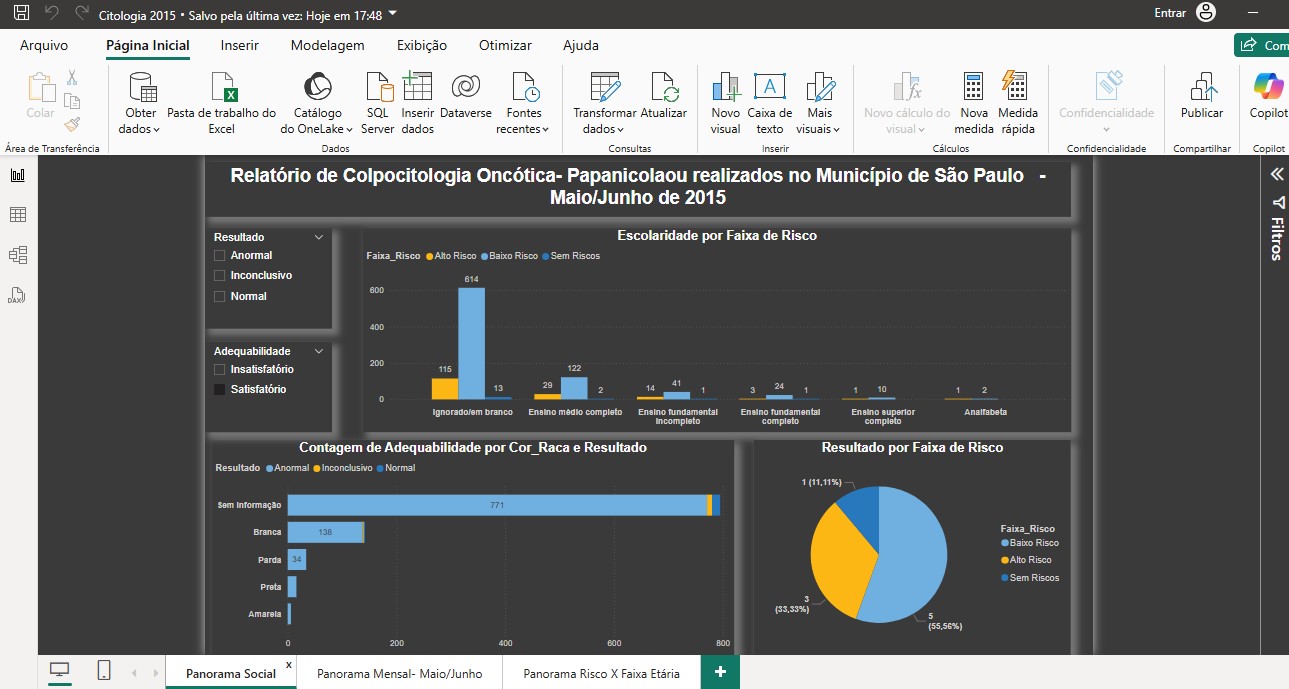 Citologia 2015 • Salvo pela última vez: Hoje em 17:48
Entrar
Arquivo
Página Inicial
Inserir
Modelagem
Exibição
Otimizar
Ajuda
Com
Colar
Obter dados
Pasta de trabalho do Excel
Catálogo do OneLake
SQL Server
Inserir dados
Dataverse
Fontes recentes
Transformar dados
Atualizar
Novo visual
Caixa de texto
Mais visuais
Novo cálculo do visual
Nova medida
Medida rápida
Confidencialidade
Publicar
Copilot
Área de Transferência
Dados
Consultas
Inserir
Cálculos
Confidencialidade
Compartilhar
Copilot
Relatório de Colpocitologia Oncótica- Papanicolaou realizados no Município de São Paulo -
Maio/Junho de 2015
Resultado
Anormal
Inconclusivo
Normal
Adequabilidade
Insatisfatório
Satisfatório
Escolaridade por Faixa de Risco
Faixa_Risco Alto Risco Baixo Risco Sem Riscos
600
400
200
0
115 614 13
29 122 2
14 41 1
3 24 1
1 10
1 2
Ignorado/em branco
Ensino médio completo
Ensino fundamental incompleto
Ensino fundamental completo
Ensino superior completo
Analfabeta
Contagem de Adequabilidade por Cor_Raca e Resultado
Resultado Anormal Inconclusivo Normal
Sem Informação 771
Branca 138
Parda 34
Preta
Amarela
0 200 400 600 800
Resultado por Faixa de Risco
1 (11,11%)
3
(33,33%)
5
(55,56%)
Faixa_Risco
Baixo Risco
Alto Risco
Sem Riscos
Filtros
DAX
Panorama Social x
Panorama Mensal- Maio/Junho
Panorama Risco X Faixa Etária
+